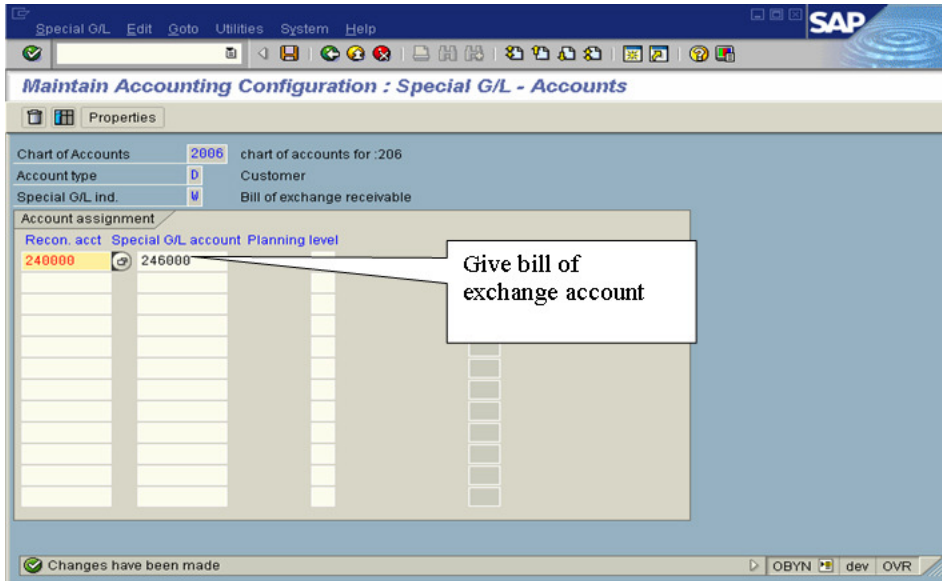 Special G/L Edit Goto Utilities System Help
SAP
Maintain Accounting Configuration : Special G/L - Accounts
Properties
Chart of Accounts 2006 chart of accounts for :206
Account type D Customer
Special G/L ind. W Bill of exchange receivable
Account assignment
Recon. acct Special G/L account Planning level
240000 246000
Give bill of
exchange account
Changes have been made
OBYN dev OVR